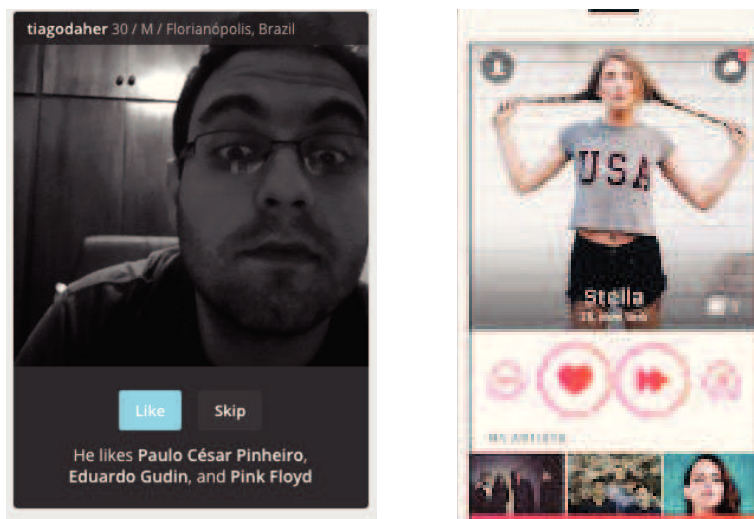 tiagodaher 30 / M / Florianópolis, Brazil
Like
Skip
He likes Paulo César Pinheiro,
Eduardo Gudin, and Pink Floyd
USA
Stella
MY ARTISTS